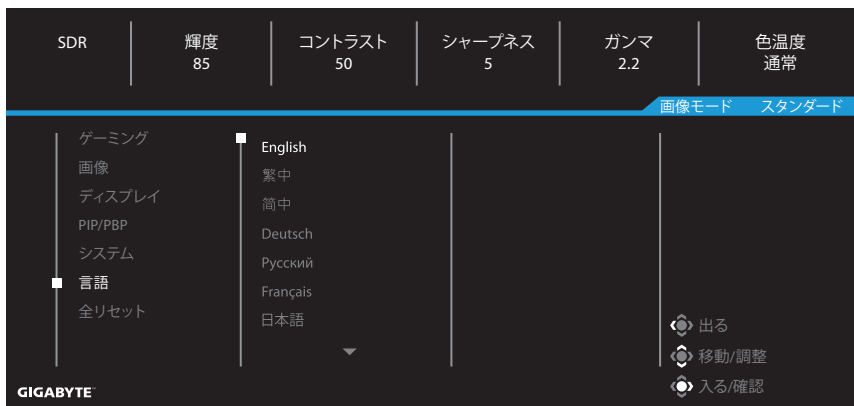 SDR
輝度
85
コントラスト
50
シャープネス
5
ガンマ
2.2
色温度
通常
画像モード スタンダード
ゲーミング
画像
ディスプレイ
PIP/PBP
システム
言語
全リセット
English
繁中
简中
Deutsch
Русский
Français
日本語
出る
移動/調整
入る/確認
GIGABYTE™